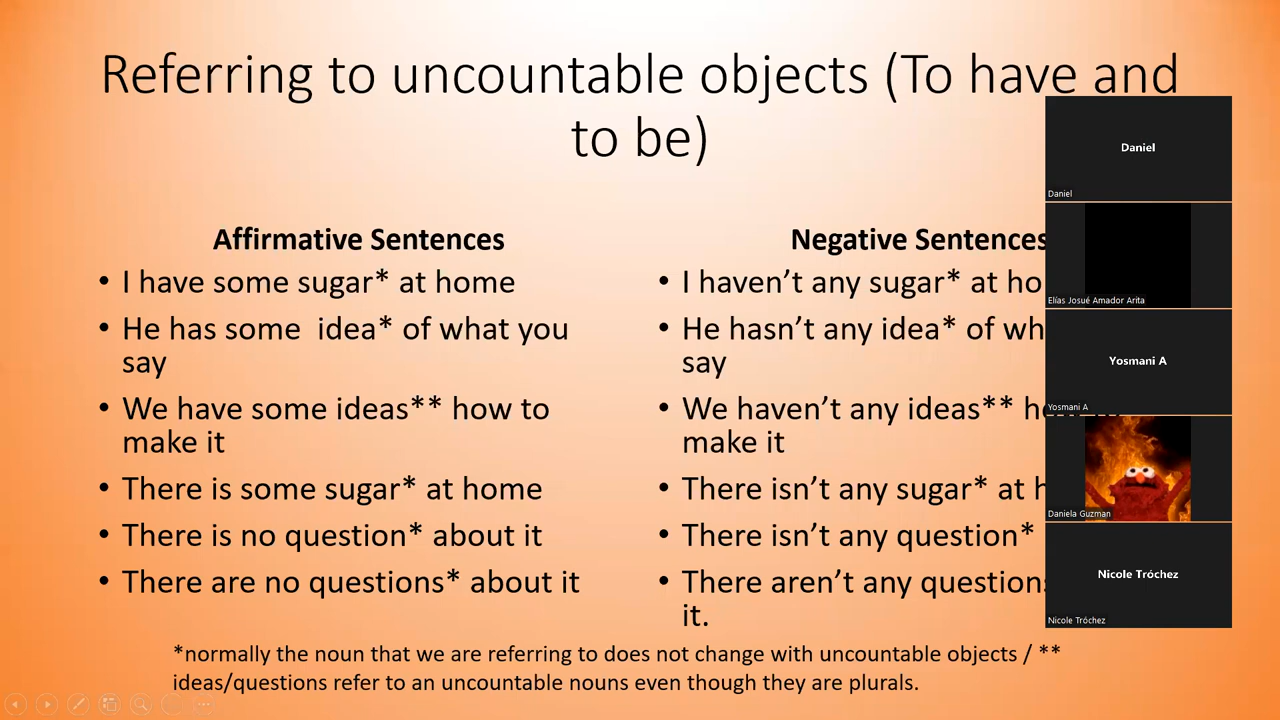 Referring to uncountable objects (To have and
to be)
Affirmative Sentences
• I have some sugar* at home
• He has some  idea* of what you
say
• We have some ideas** how to
make it
• There is some sugar* at home
• There is no question* about it
• There are no questions* about it
Negative Sentences
• I haven’t any sugar* at ho
• He hasn’t any idea* of wh
say
• We haven’t any ideas** how to
make it
• There isn’t any sugar* at h
• There isn’t any question*
• There aren’t any questions
it.
*normally the noun that we are referring to does not change with uncountable objects / **
ideas/questions refer to an uncountable nouns even though they are plurals.
Daniel
Daniel
Elías Josué Amador Arita
Yosmani A
Yosmani A
Daniela Guzman
Nicole Tróchez
Nicole Tróchez